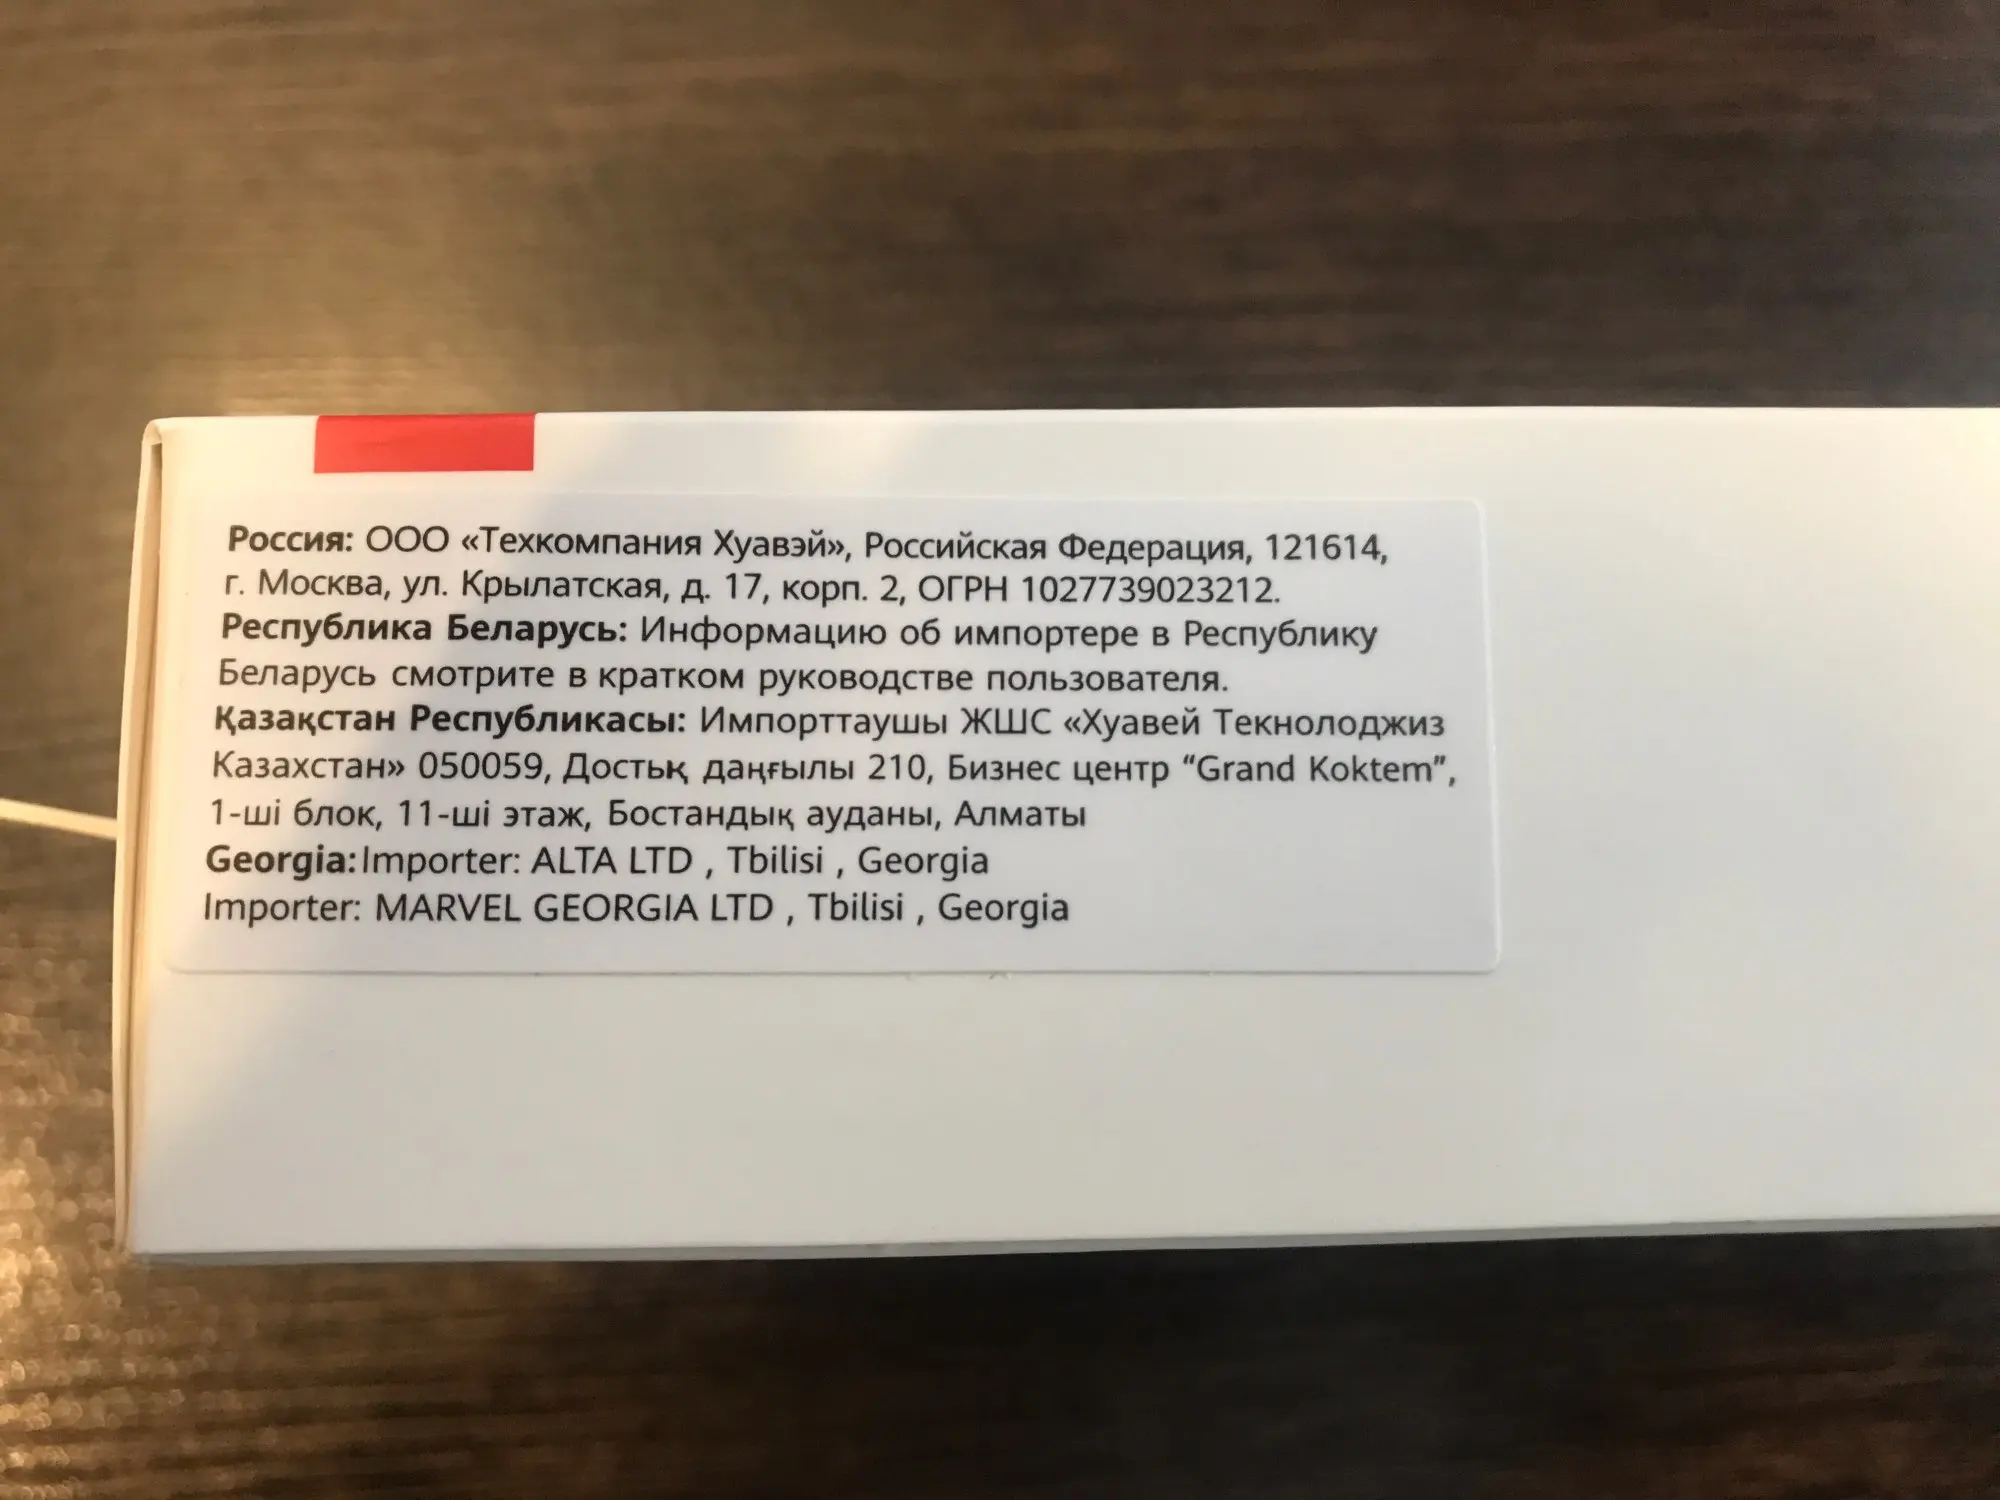 Россия: ООО «Техкомпания Хуавэй», Российская Федерация, 121614,
г. Москва, ул. Крылатская, д. 17, корп. 2, ОГРН 1027739023212.
Республика Беларусь: Информацию об импортере в Республику
Беларусь смотрите в кратком руководстве пользователя.
Қазақстан Республикасы: Импорттаушы ЖШС «Хуавей Текнолоджиз
Казахстан» 050059, Достық даңғылы 210, Бизнес центр “Grand Koktem”,
1-ші блок, 11-ші этаж, Бостандық ауданы, Алматы
Georgia:Importer: ALTA LTD , Tbilisi , Georgia
Importer: MARVEL GEORGIA LTD , Tbilisi , Georgia